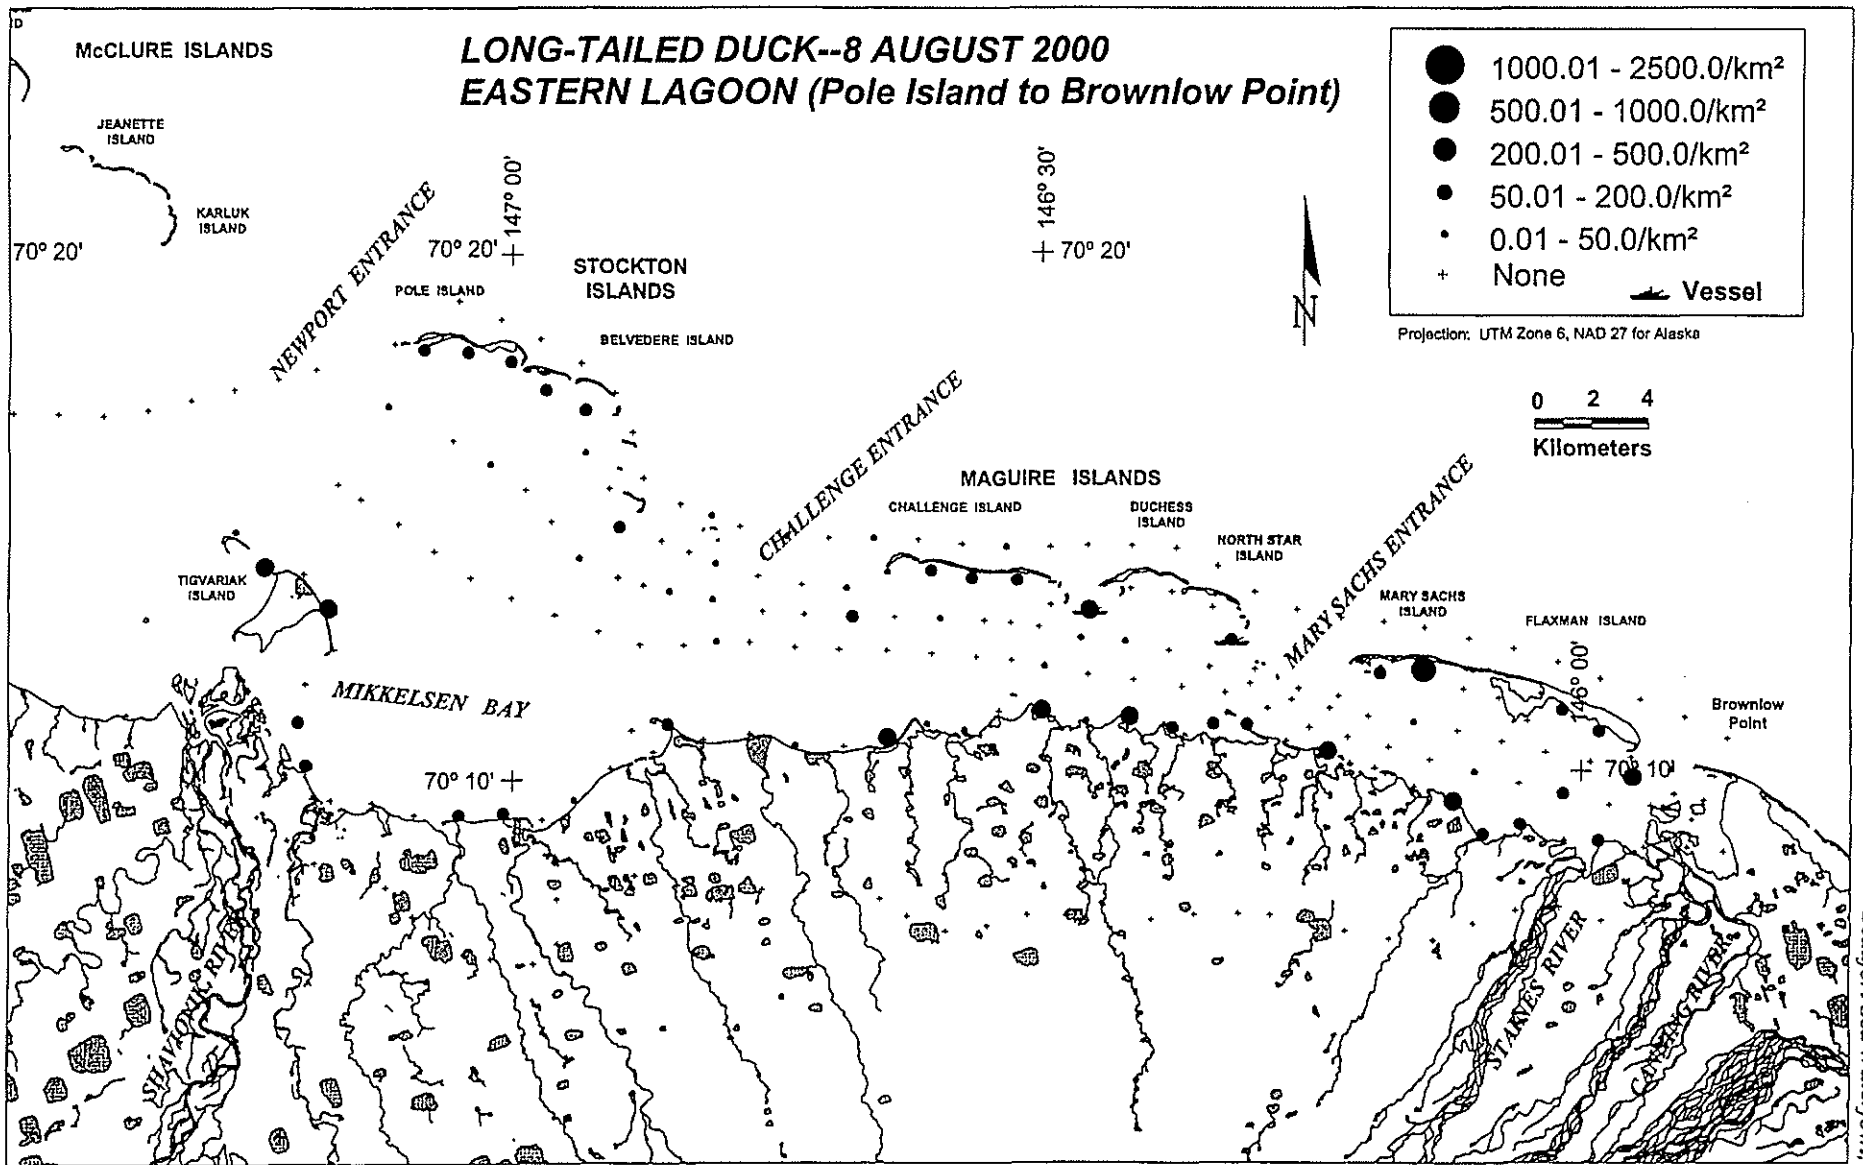 McCLURE ISLANDS
LONG-TAILED DUCK--8 AUGUST 2000
EASTERN LAGOON (Pole Island to Brownlow Point)
1000.01 - 2500.0/km²
500.01 - 1000.0/km²
200.01 - 500.0/km²
50.01 - 200.0/km²
0.01 - 50.0/km²
None
Vessel
Projection: UTM Zone 6, NAD 27 for Alaska
JEANETTE
ISLAND
KARLUK
ISLAND
70° 20'
NEWPORT ENTRANCE
70° 20'
147° 00'
146° 30'
70° 20'
N
STOCKTON
ISLANDS
POLE ISLAND
BELVEDERE ISLAND
0 2 4
Kilometers
CHALLENGE ENTRANCE
MAGUIRE ISLANDS
CHALLENGE ISLAND
DUCHESS
ISLAND
NORTH STAR
ISLAND
MARY SACHS ENTRANCE
MARY SACHS
ISLAND
FLAXMAN ISLAND
146° 00'
TIGVARIAK
ISLAND
MIKKELSEN BAY
Brownlow
Point
70° 10'
70° 10'
SHAVIOVIK RIVER
STAINES RIVER
CANNING RIVER